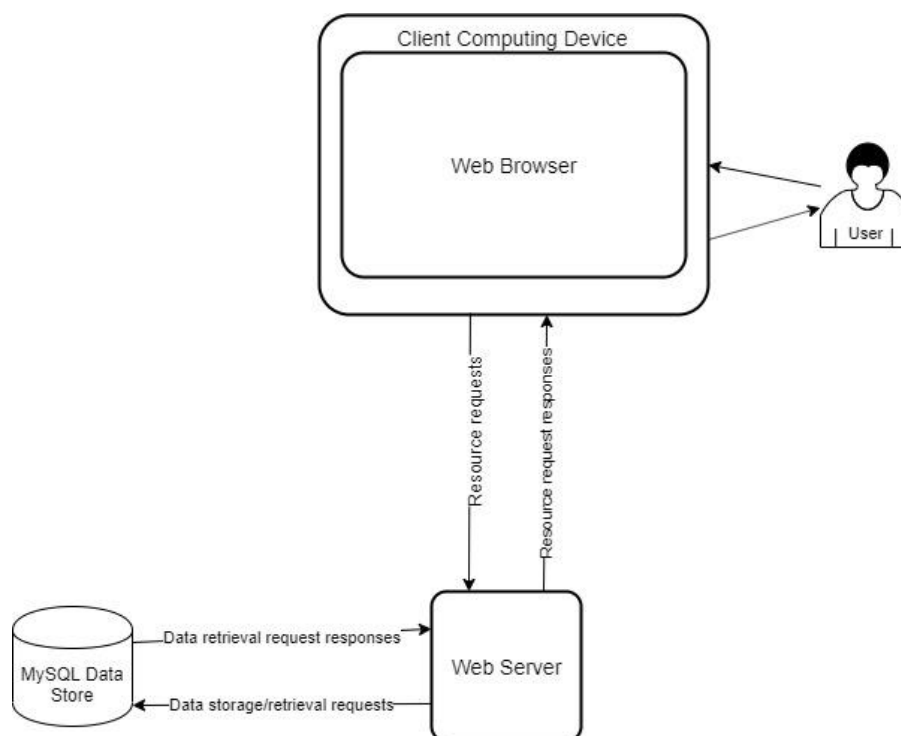 Client Computing Device
Web Browser
User
Resource requests
Resource request responses
Data retrieval request responses
MySQL Data
Store
Web Server
Data storage/retrieval requests